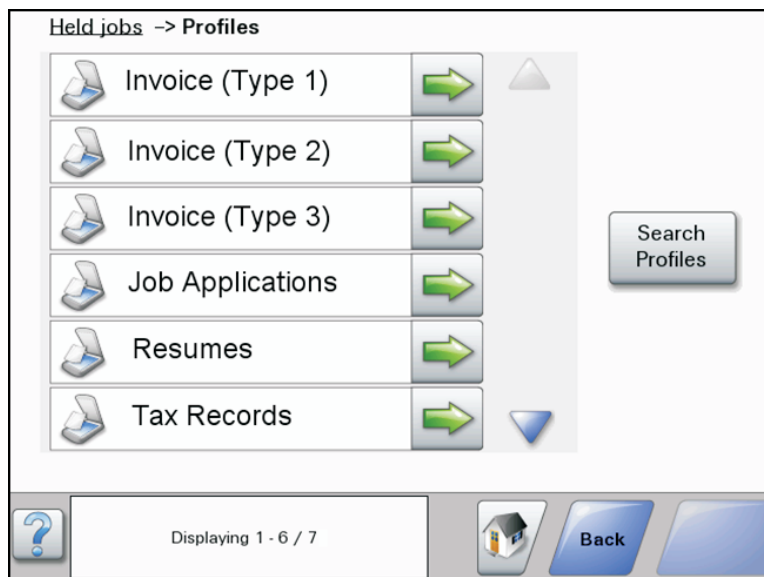 Held jobs –> Profiles
Invoice (Type 1)
Invoice (Type 2)
Invoice (Type 3)
Job Applications
Resumes
Tax Records
Search
Profiles
?
Displaying 1 - 6 / 7
Back